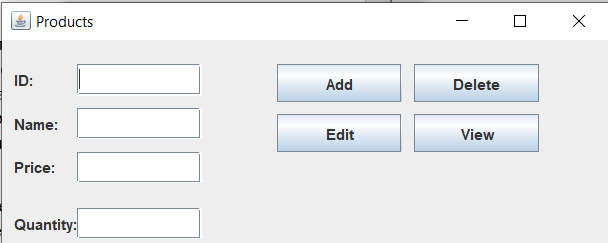 Products
ID:
Add
Delete
Name:
Edit
View
Price:
Quantity: